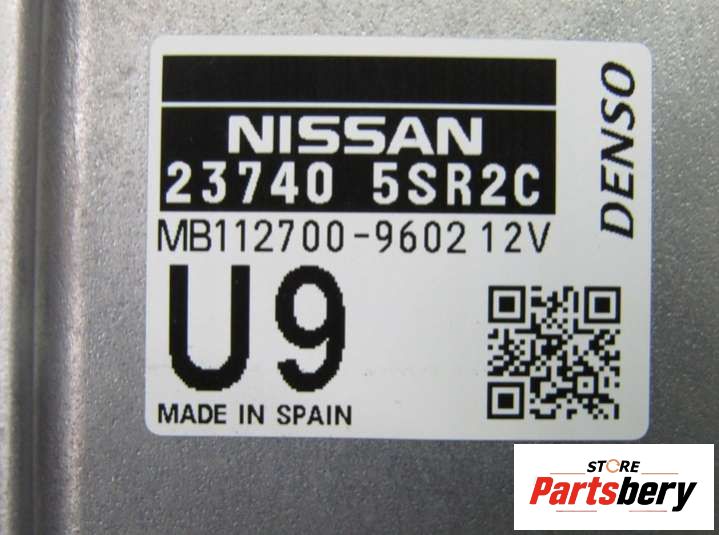 NISSAN
23740 5SR2C
MB112700-9602 12V
U9
MADE IN SPAIN
DENSO
STORE
Partsbery